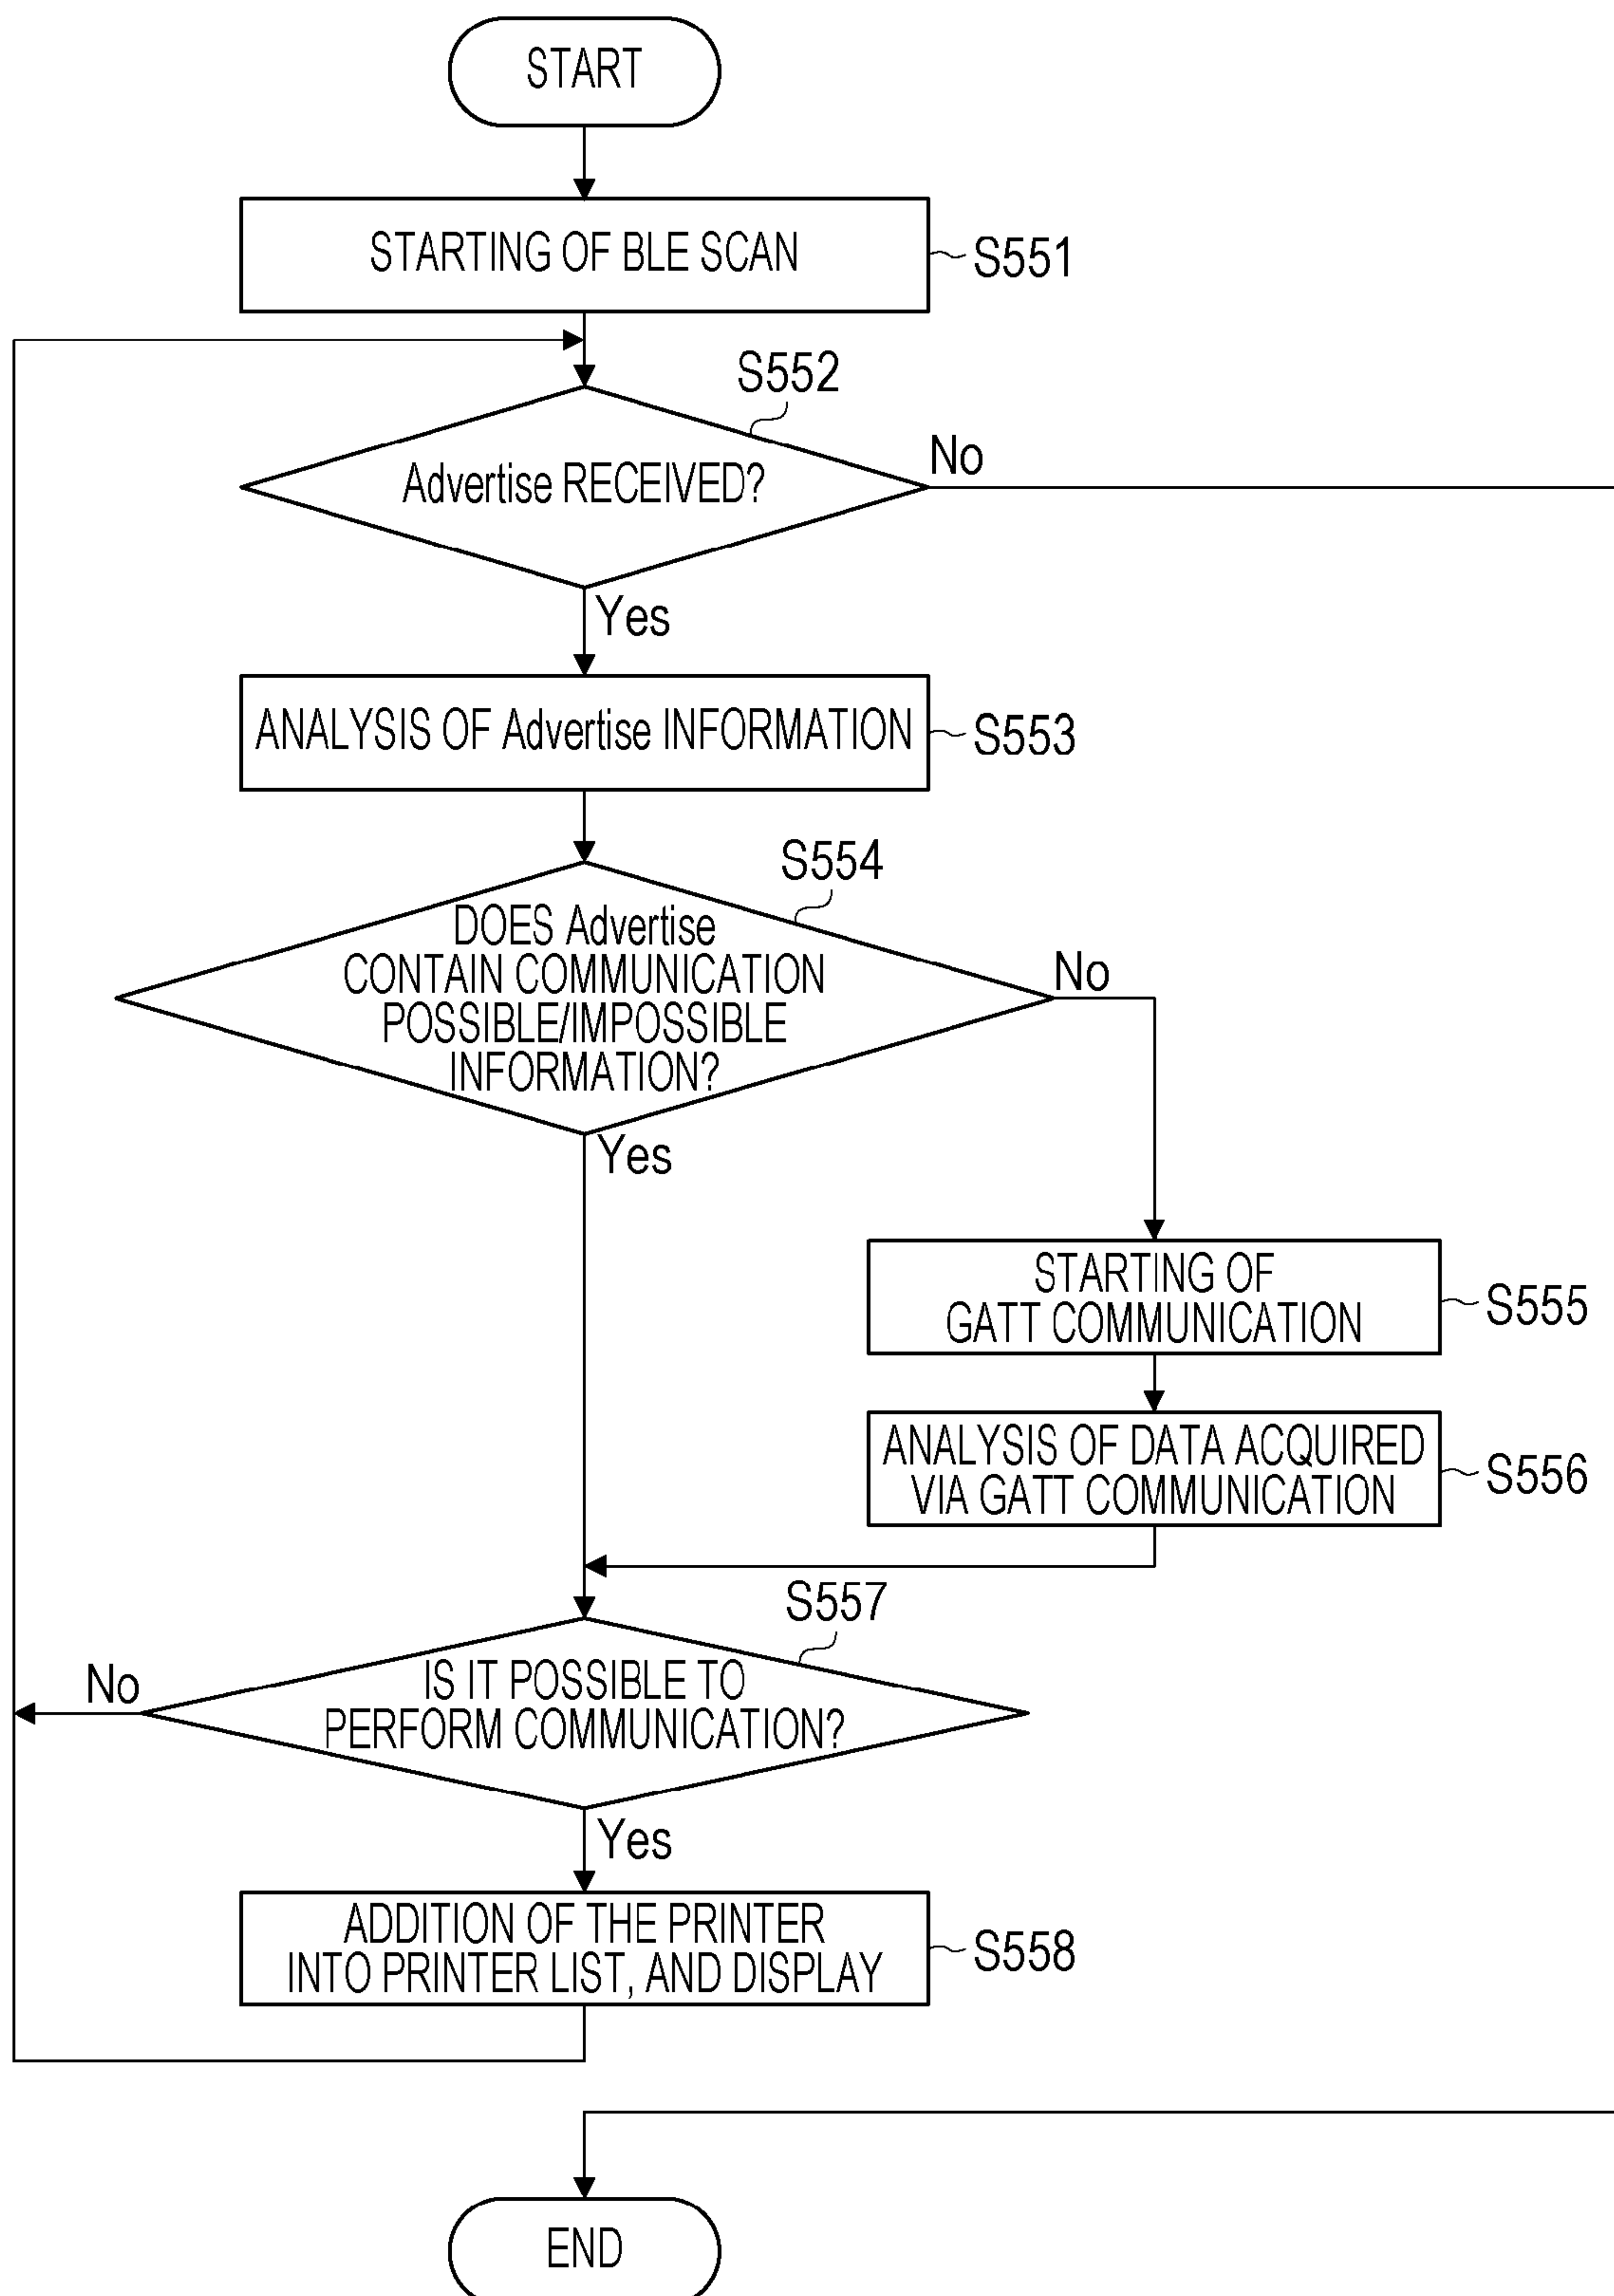 START
STARTING OF BLE SCAN
S551
S552
Advertise RECEIVED?
No
Yes
ANALYSIS OF Advertise INFORMATION
S553
S554
DOES Advertise
CONTAIN COMMUNICATION
POSSIBLE/IMPOSSIBLE
INFORMATION?
No
Yes
STARTING OF
GATT COMMUNICATION
S555
ANALYSIS OF DATA ACQUIRED
VIA GATT COMMUNICATION
S556
S557
IS IT POSSIBLE TO
PERFORM COMMUNICATION?
No
Yes
ADDITION OF THE PRINTER
INTO PRINTER LIST, AND DISPLAY
S558
END